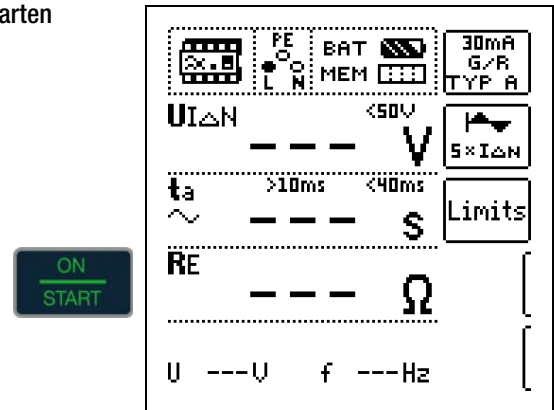 arten
PE
L N
BAT
MEM
30mA
G/R
TYP A
UI△N <50V
--- V
5×I△N
ta >10ms <40ms
~ --- s
Limits
RE
--- Ω
ON
START
U ---V f ---Hz